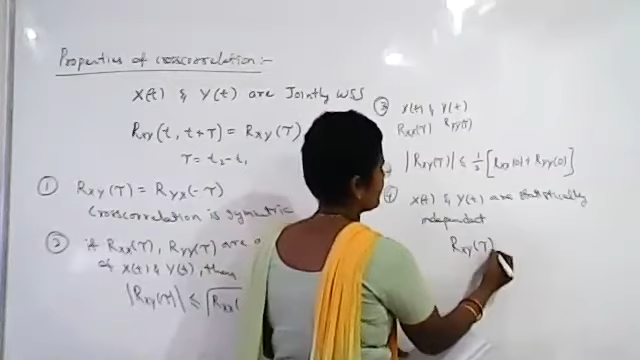 Properties of crosscorrelation :-
X(t) & Y(t) are Jointly WSS
Rxy(t, t+τ) = Rxy(τ)
τ = t₂ - t₁
① Rxy(τ) = Ryx(-τ)
crosscorrelation is symmetric
② if Rxx(τ), Ryy(τ) are a
of X(t) & Y(t), then
|Rxy(τ)| ≤ √Rxx(
③ X(t) & Y(t)
Rxx(τ) Ryy(τ)
|Rxy(τ)| ≤ 1/2 [Rxx(0) + Ryy(0)]
④ X(t) & Y(t) are
independent
Rxy(τ)